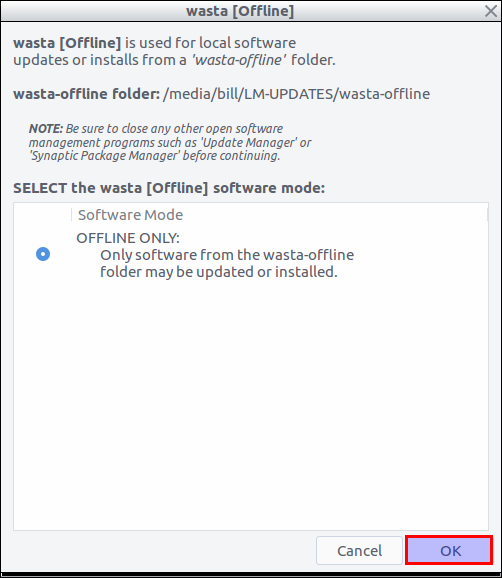 wasta [Offline]
wasta [Offline] is used for local software
updates or installs from a 'wasta-offline' folder.
wasta-offline folder: /media/bill/LM-UPDATES/wasta-offline
NOTE: Be sure to close any other open software
management programs such as 'Update Manager' or
'Synaptic Package Manager' before continuing.
SELECT the wasta [Offline] software mode:
Software Mode
OFFLINE ONLY:
Only software from the wasta-offline
folder may be updated or installed.
Cancel
OK